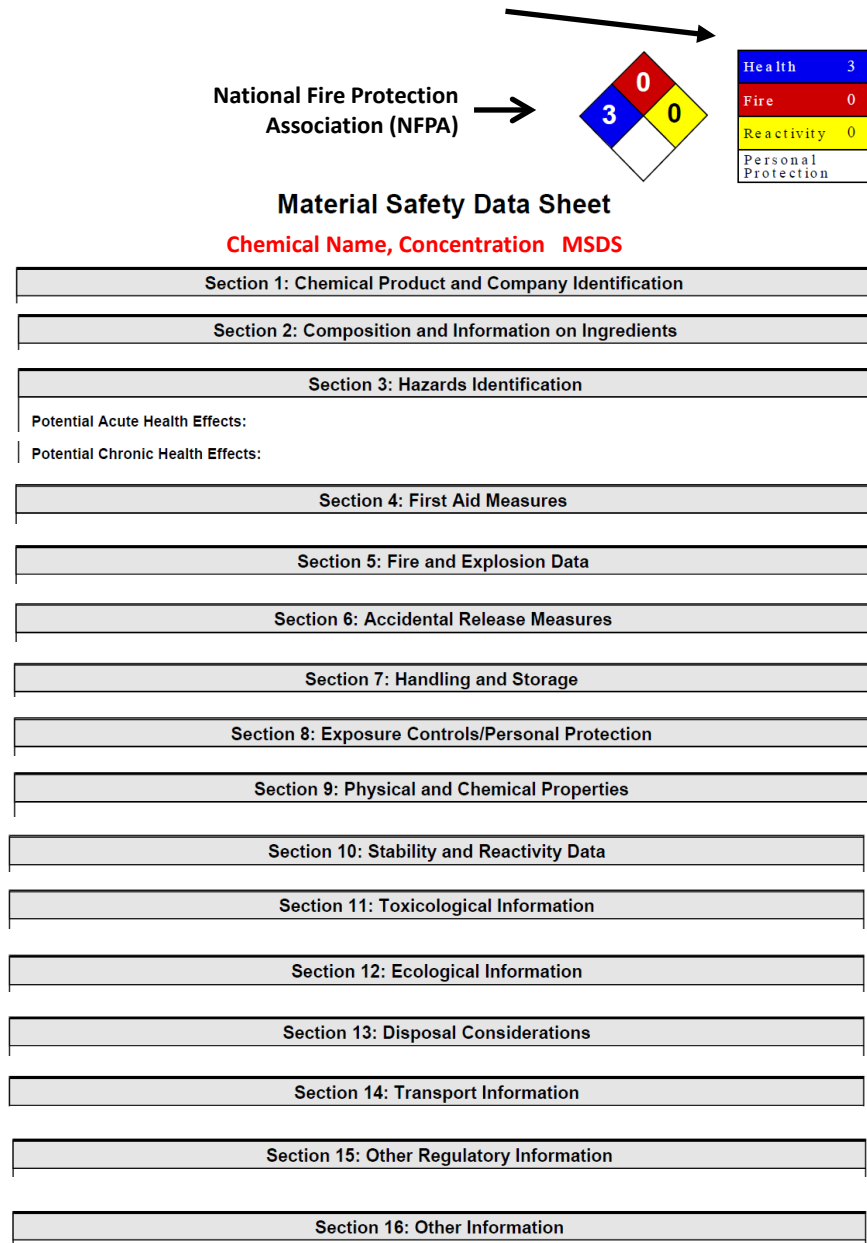 National Fire Protection
Association (NFPA)
0
3
0
Health 3
Fire 0
Reactivity 0
Personal
Protection
Material Safety Data Sheet
Chemical Name, Concentration MSDS
Section 1: Chemical Product and Company Identification
Section 2: Composition and Information on Ingredients
Section 3: Hazards Identification
Potential Acute Health Effects:
Potential Chronic Health Effects:
Section 4: First Aid Measures
Section 5: Fire and Explosion Data
Section 6: Accidental Release Measures
Section 7: Handling and Storage
Section 8: Exposure Controls/Personal Protection
Section 9: Physical and Chemical Properties
Section 10: Stability and Reactivity Data
Section 11: Toxicological Information
Section 12: Ecological Information
Section 13: Disposal Considerations
Section 14: Transport Information
Section 15: Other Regulatory Information
Section 16: Other Information